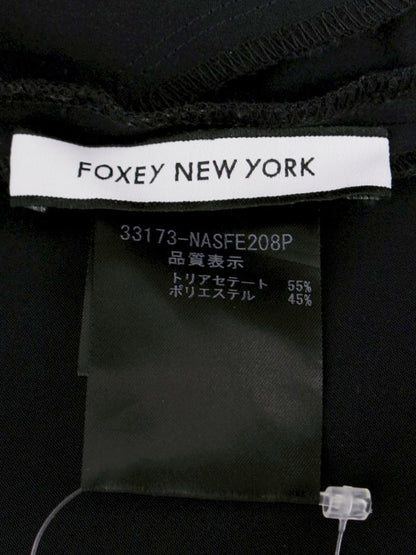 FOXEY NEW YORK
33173-NASFE208P
品質表示
トリアセテート 55%
ポリエステル 45%